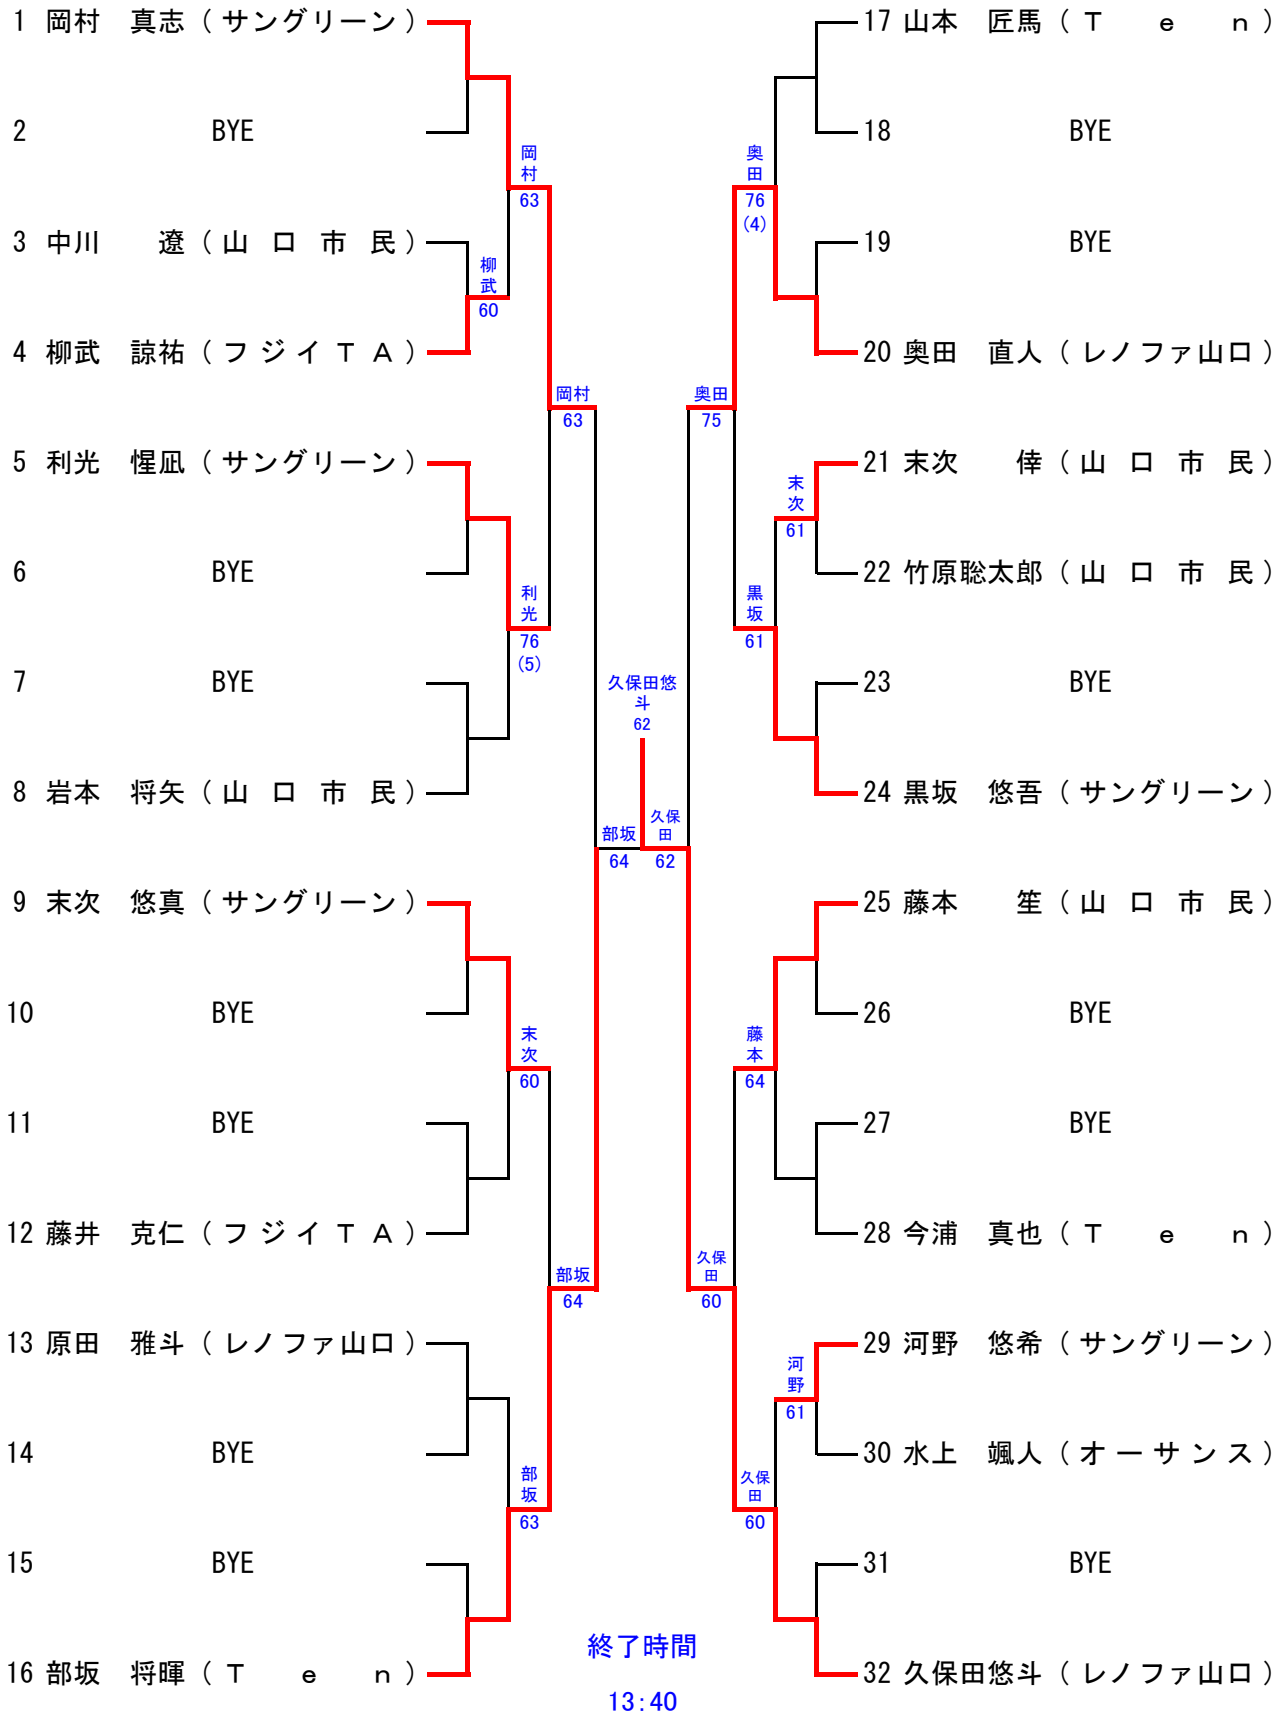 1 岡村 真志 (サングリーン)
2 BYE
岡村
63
3 中川 遼 (山口市民)
柳武
60
4 柳武 諒祐 (フジイTA)
岡村
63
5 利光 惺凪 (サングリーン)
6 BYE
利光
76
(5)
7 BYE
8 岩本 将矢 (山口市民)
部坂
64
9 末次 悠真 (サングリーン)
10 BYE
末次
60
11 BYE
12 藤井 克仁 (フジイTA)
部坂
64
13 原田 雅斗 (レノファ山口)
14 BYE
部坂
63
15 BYE
16 部坂 将暉 (Ten)
久保田悠斗
62
17 山本 匠馬 (Ten)
18 BYE
奥田
76
(4)
19 BYE
20 奥田 直人 (レノファ山口)
奥田
75
21 末次 倖 (山口市民)
末次
61
22 竹原聡太郎 (山口市民)
黒坂
61
23 BYE
24 黒坂 悠吾 (サングリーン)
久保田
62
25 藤本 笙 (山口市民)
26 BYE
藤本
64
27 BYE
28 今浦 真也 (Ten)
久保田
60
29 河野 悠希 (サングリーン)
河野
61
30 水上 颯人 (オーサンス)
久保田
60
31 BYE
32 久保田悠斗 (レノファ山口)
終了時間
13:40